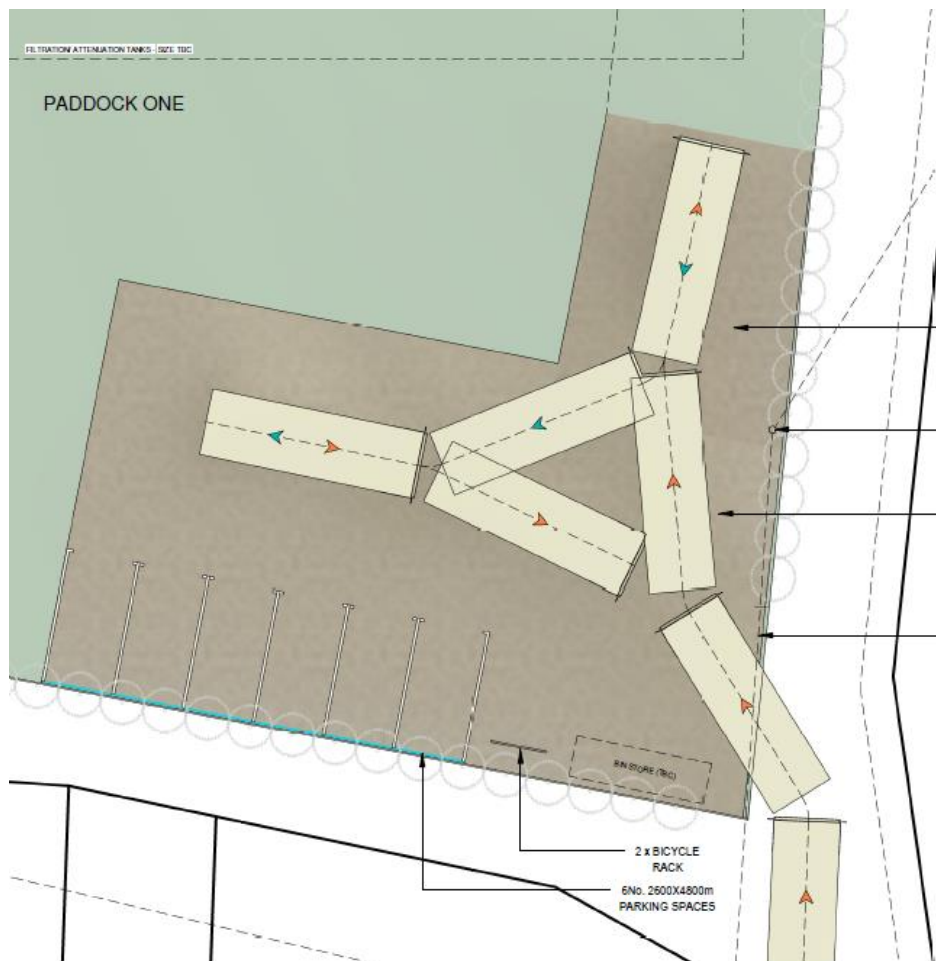 FILTRATION/ ATTENUATION TANKS - SIZE TBC
PADDOCK ONE
BIN STORE (TBC)
2 x BICYCLE
RACK
6No. 2600X4800m
PARKING SPACES